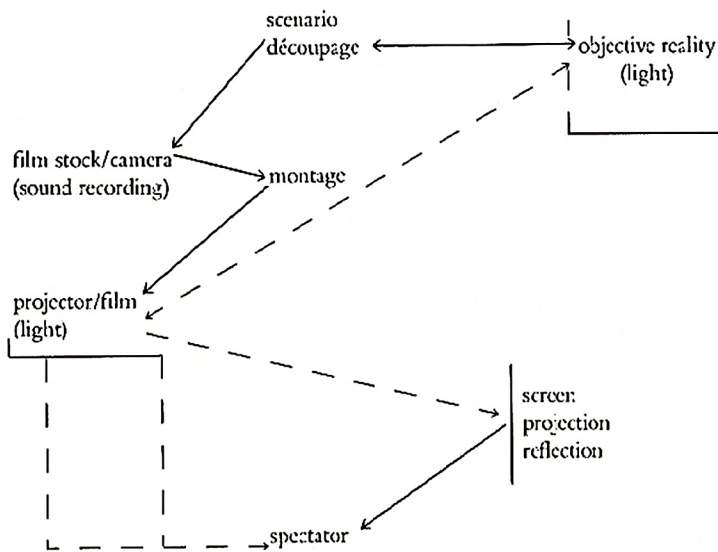 scenario
découpage
objective reality
(light)
film stock/camera
(sound recording)
montage
projector/film
(light)
screen
projection
reflection
spectator